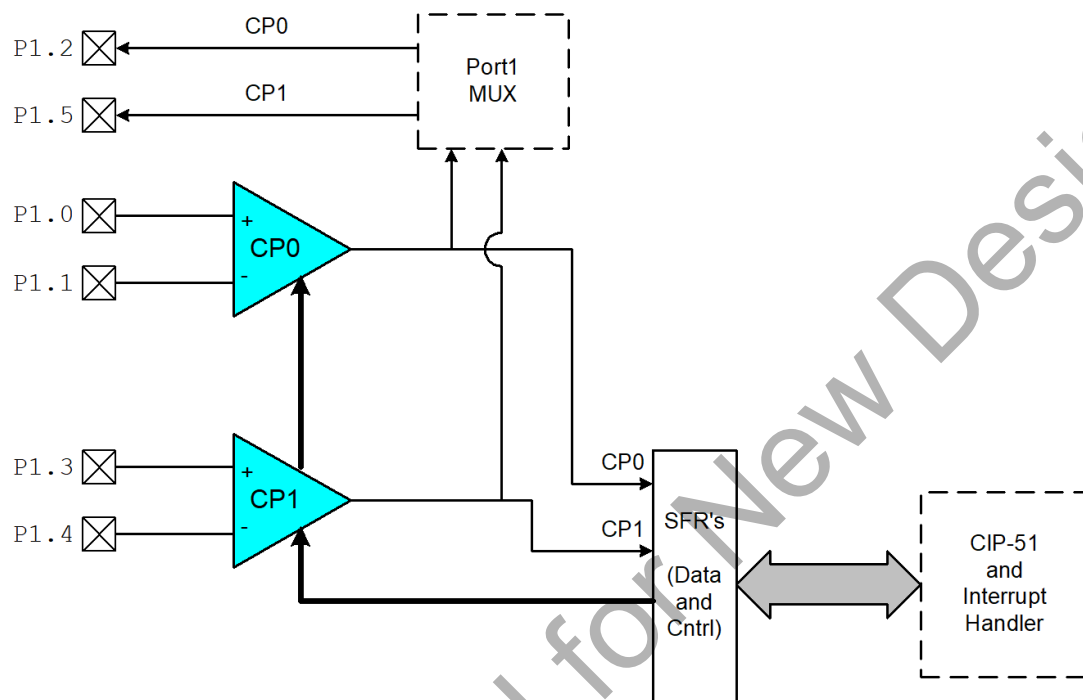 P1.2
CP0
Port1
MUX
P1.5
CP1
P1.0
+
CP0
P1.1
-
P1.3
+
CP1
P1.4
-
CP0
CP1
SFR's
(Data
and
Cntrl)
CIP-51
and
Interrupt
Handler
for New Desi